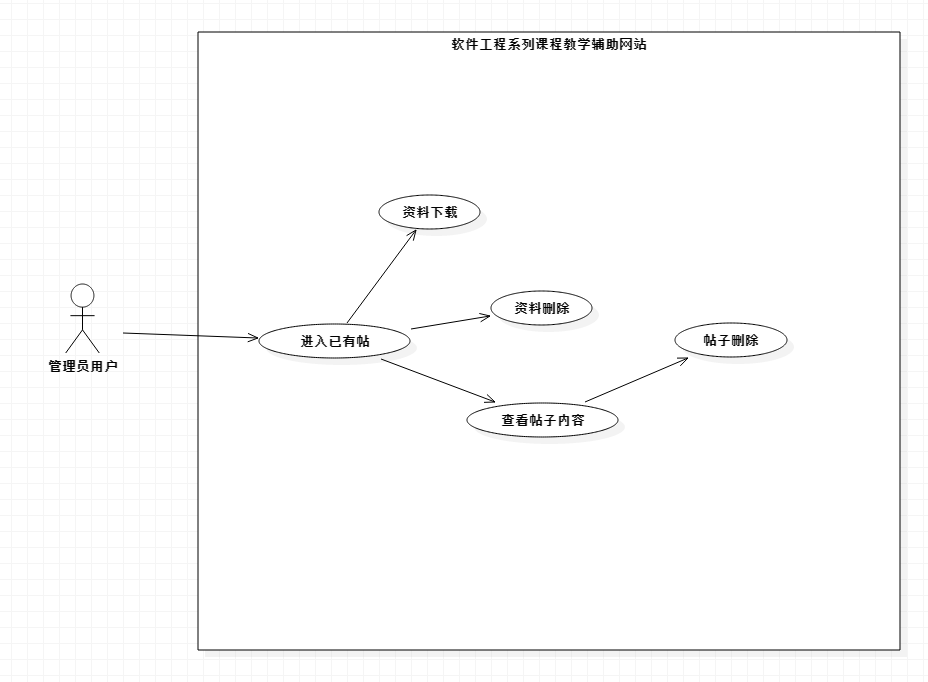 软件工程系列课程教学辅助网站
资料下载
资料删除
进入已有帖
帖子删除
管理员用户
查看帖子内容